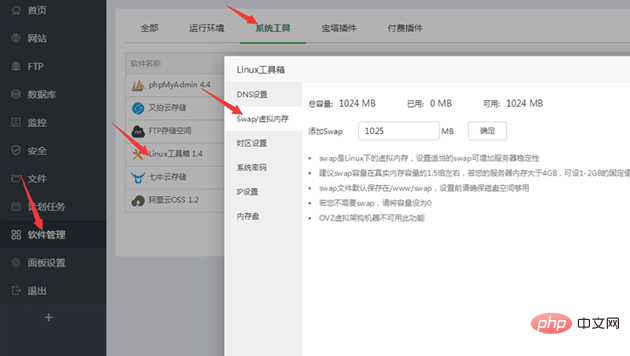 首页
网站
FTP
数据库
监控
安全
文件
计划任务
软件管理
面板设置
退出
全部 运行环境 系统工具 宝塔插件 付费插件
软件名称
phpMyAdmin 4.4
又拍云存储
FTP存储空间
Linux工具箱 1.4
七牛云存储
阿里云OSS 1.2
Linux工具箱
DNS设置
Swap/虚拟内存
时区设置
系统密码
IP设置
内存盘
总容量: 1024 MB 已用: 0 MB 可用: 1024 MB
添加Swap 1025 MB 确定
swap是Linux下的虚拟内存，设置适当的swap可增加服务器稳定性
建议swap容量在真实内存容量的1.5倍左右，若您的服务器内存大于4GB，可设1-2GB的固定值
swap文件默认保存在/www/swap，设置前请确保磁盘空间够用
若您不需要swap，请将容量设为0
OVZ虚拟架构机器不可用此功能
php 中文网